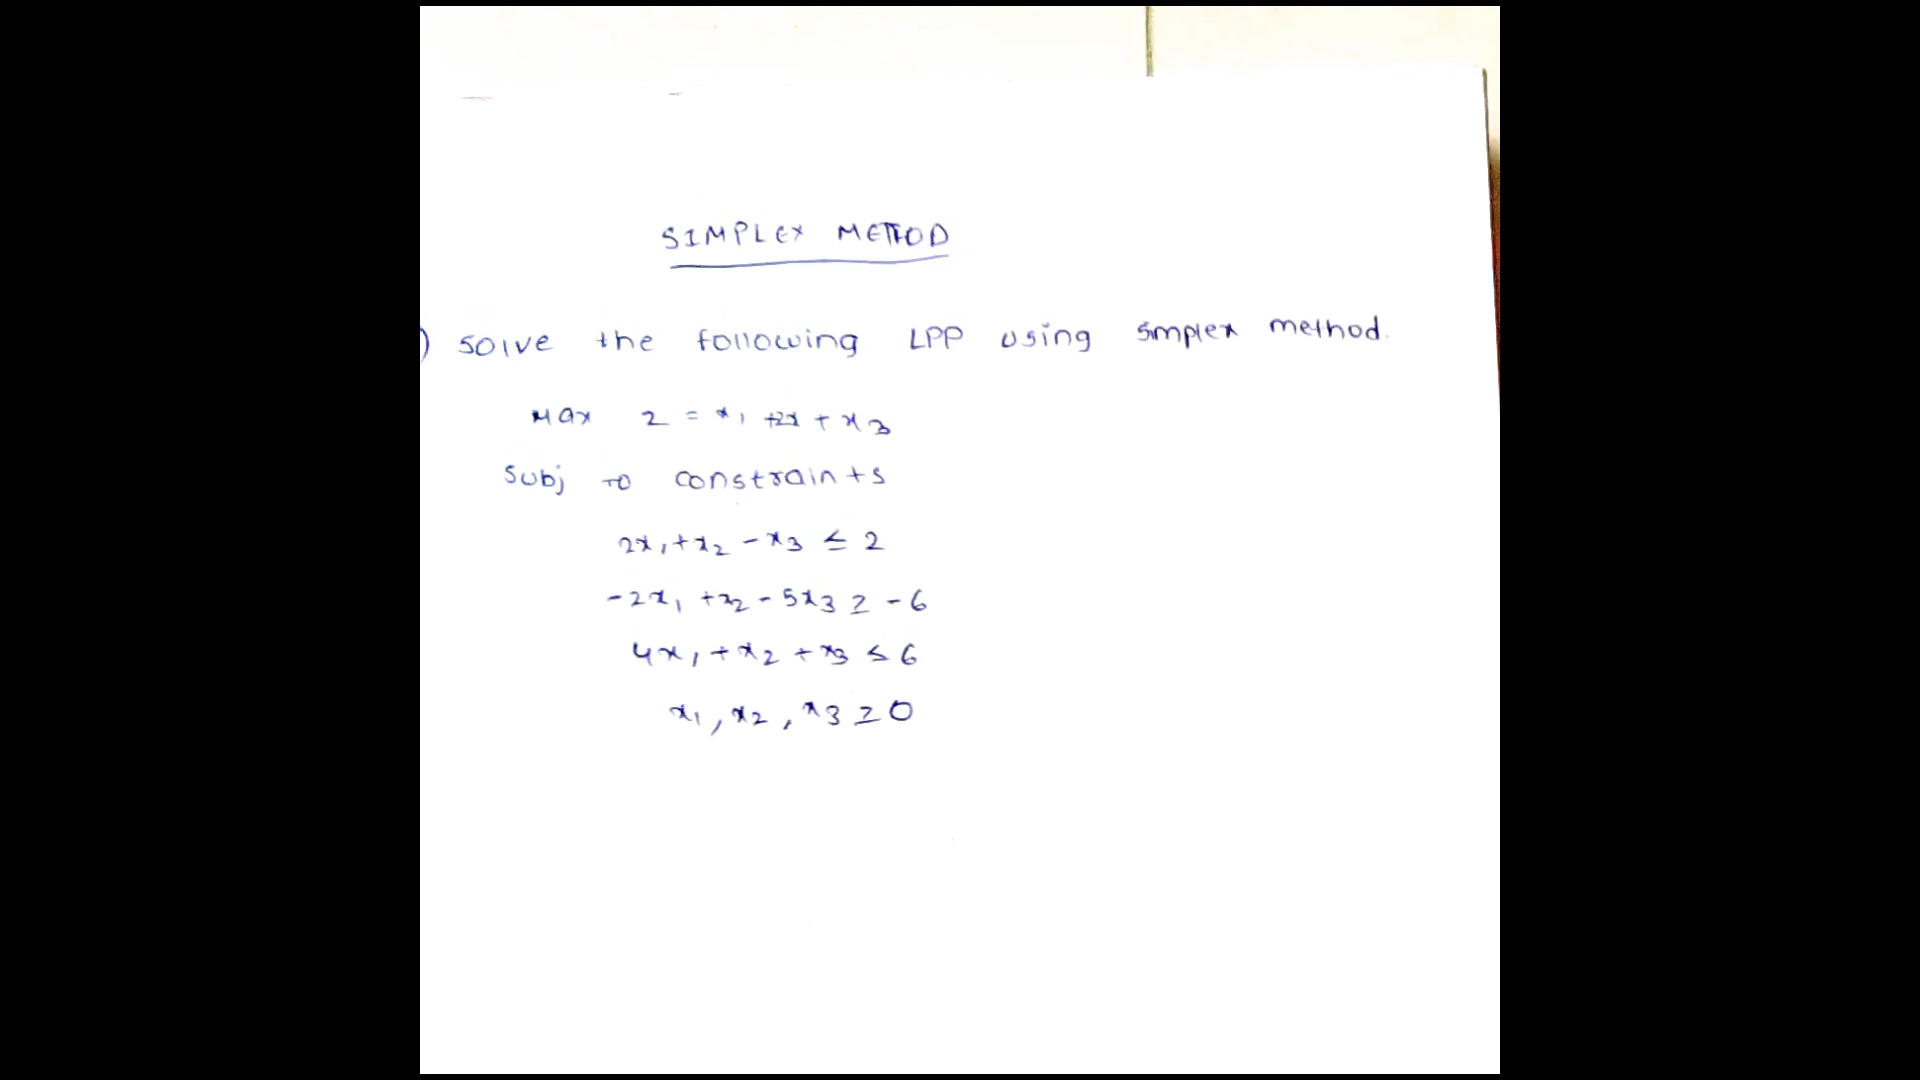 SIMPLEX METHOD
) solve the following LPP using simplex method.
Max Z = x₁ +2x + x₃
Subj to constraints
2x₁+x₂ -x₃ ≤ 2
-2x₁ +x₂ - 5x₃ ≥ -6
4x₁ +x₂ +x₃ ≤ 6
x₁, x₂, x₃ ≥ 0